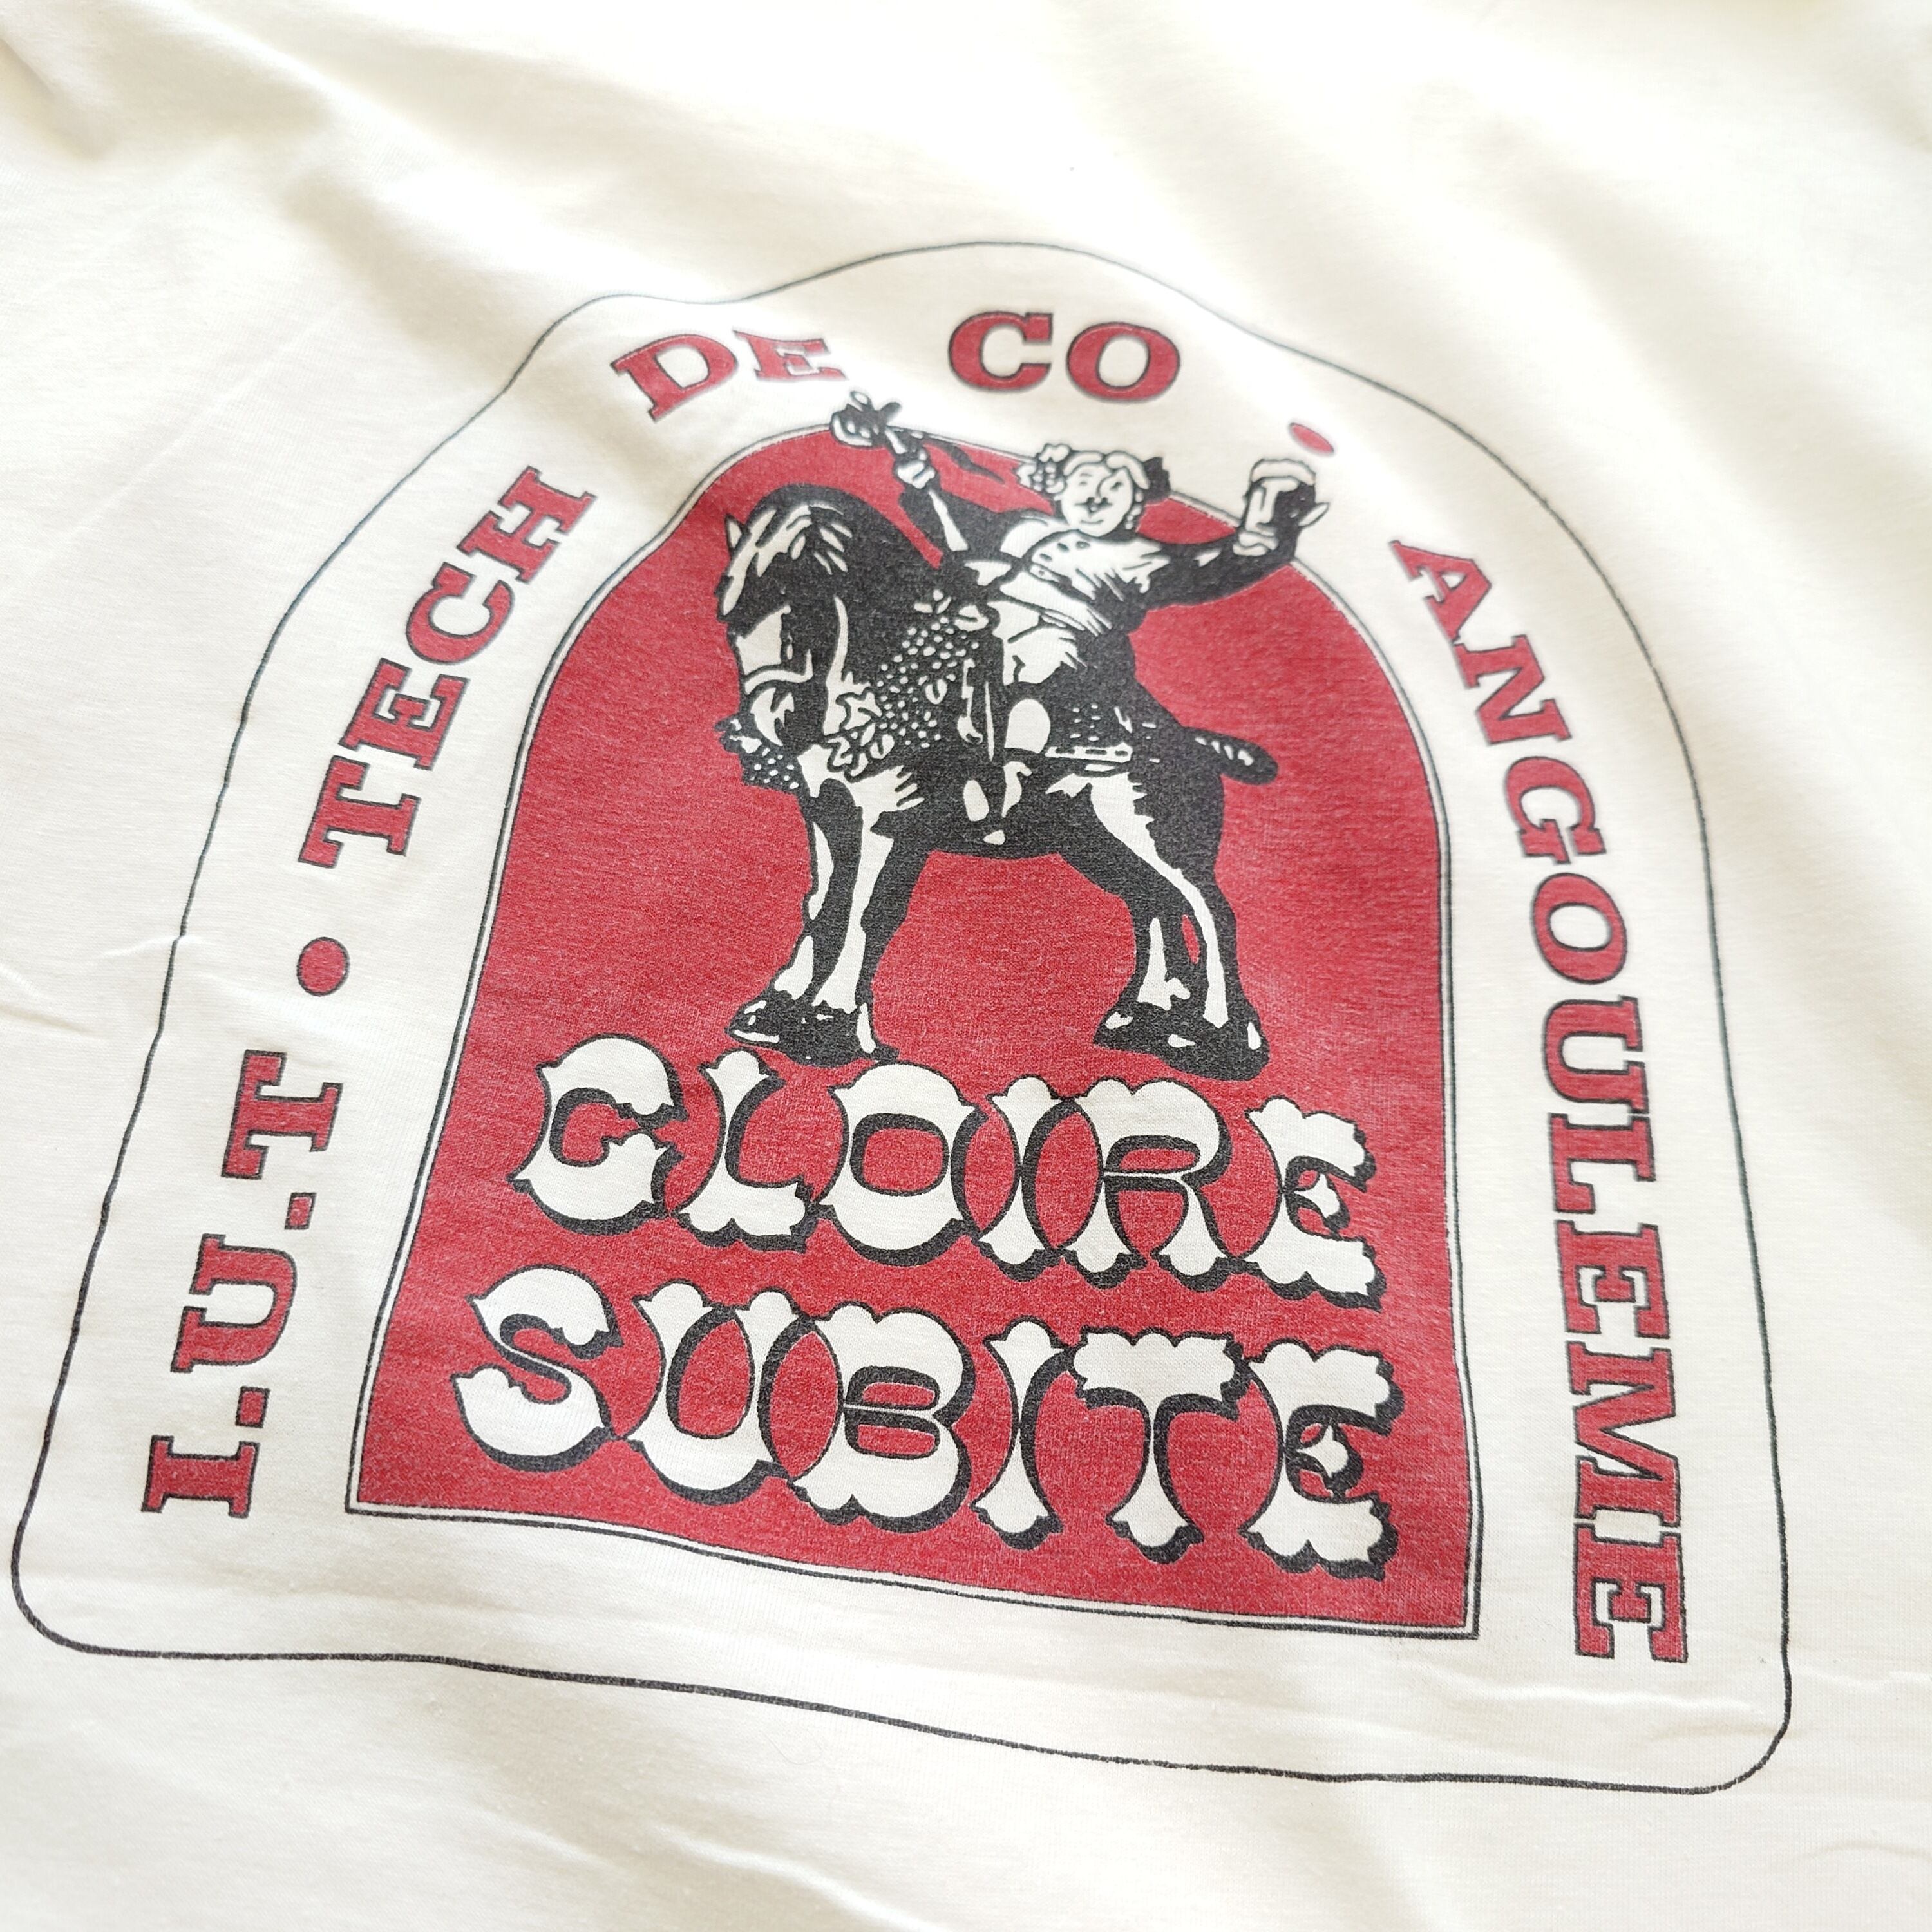 I.U.T • TECH DE CO • ANGOULEME
GLOIRE
SUBITE